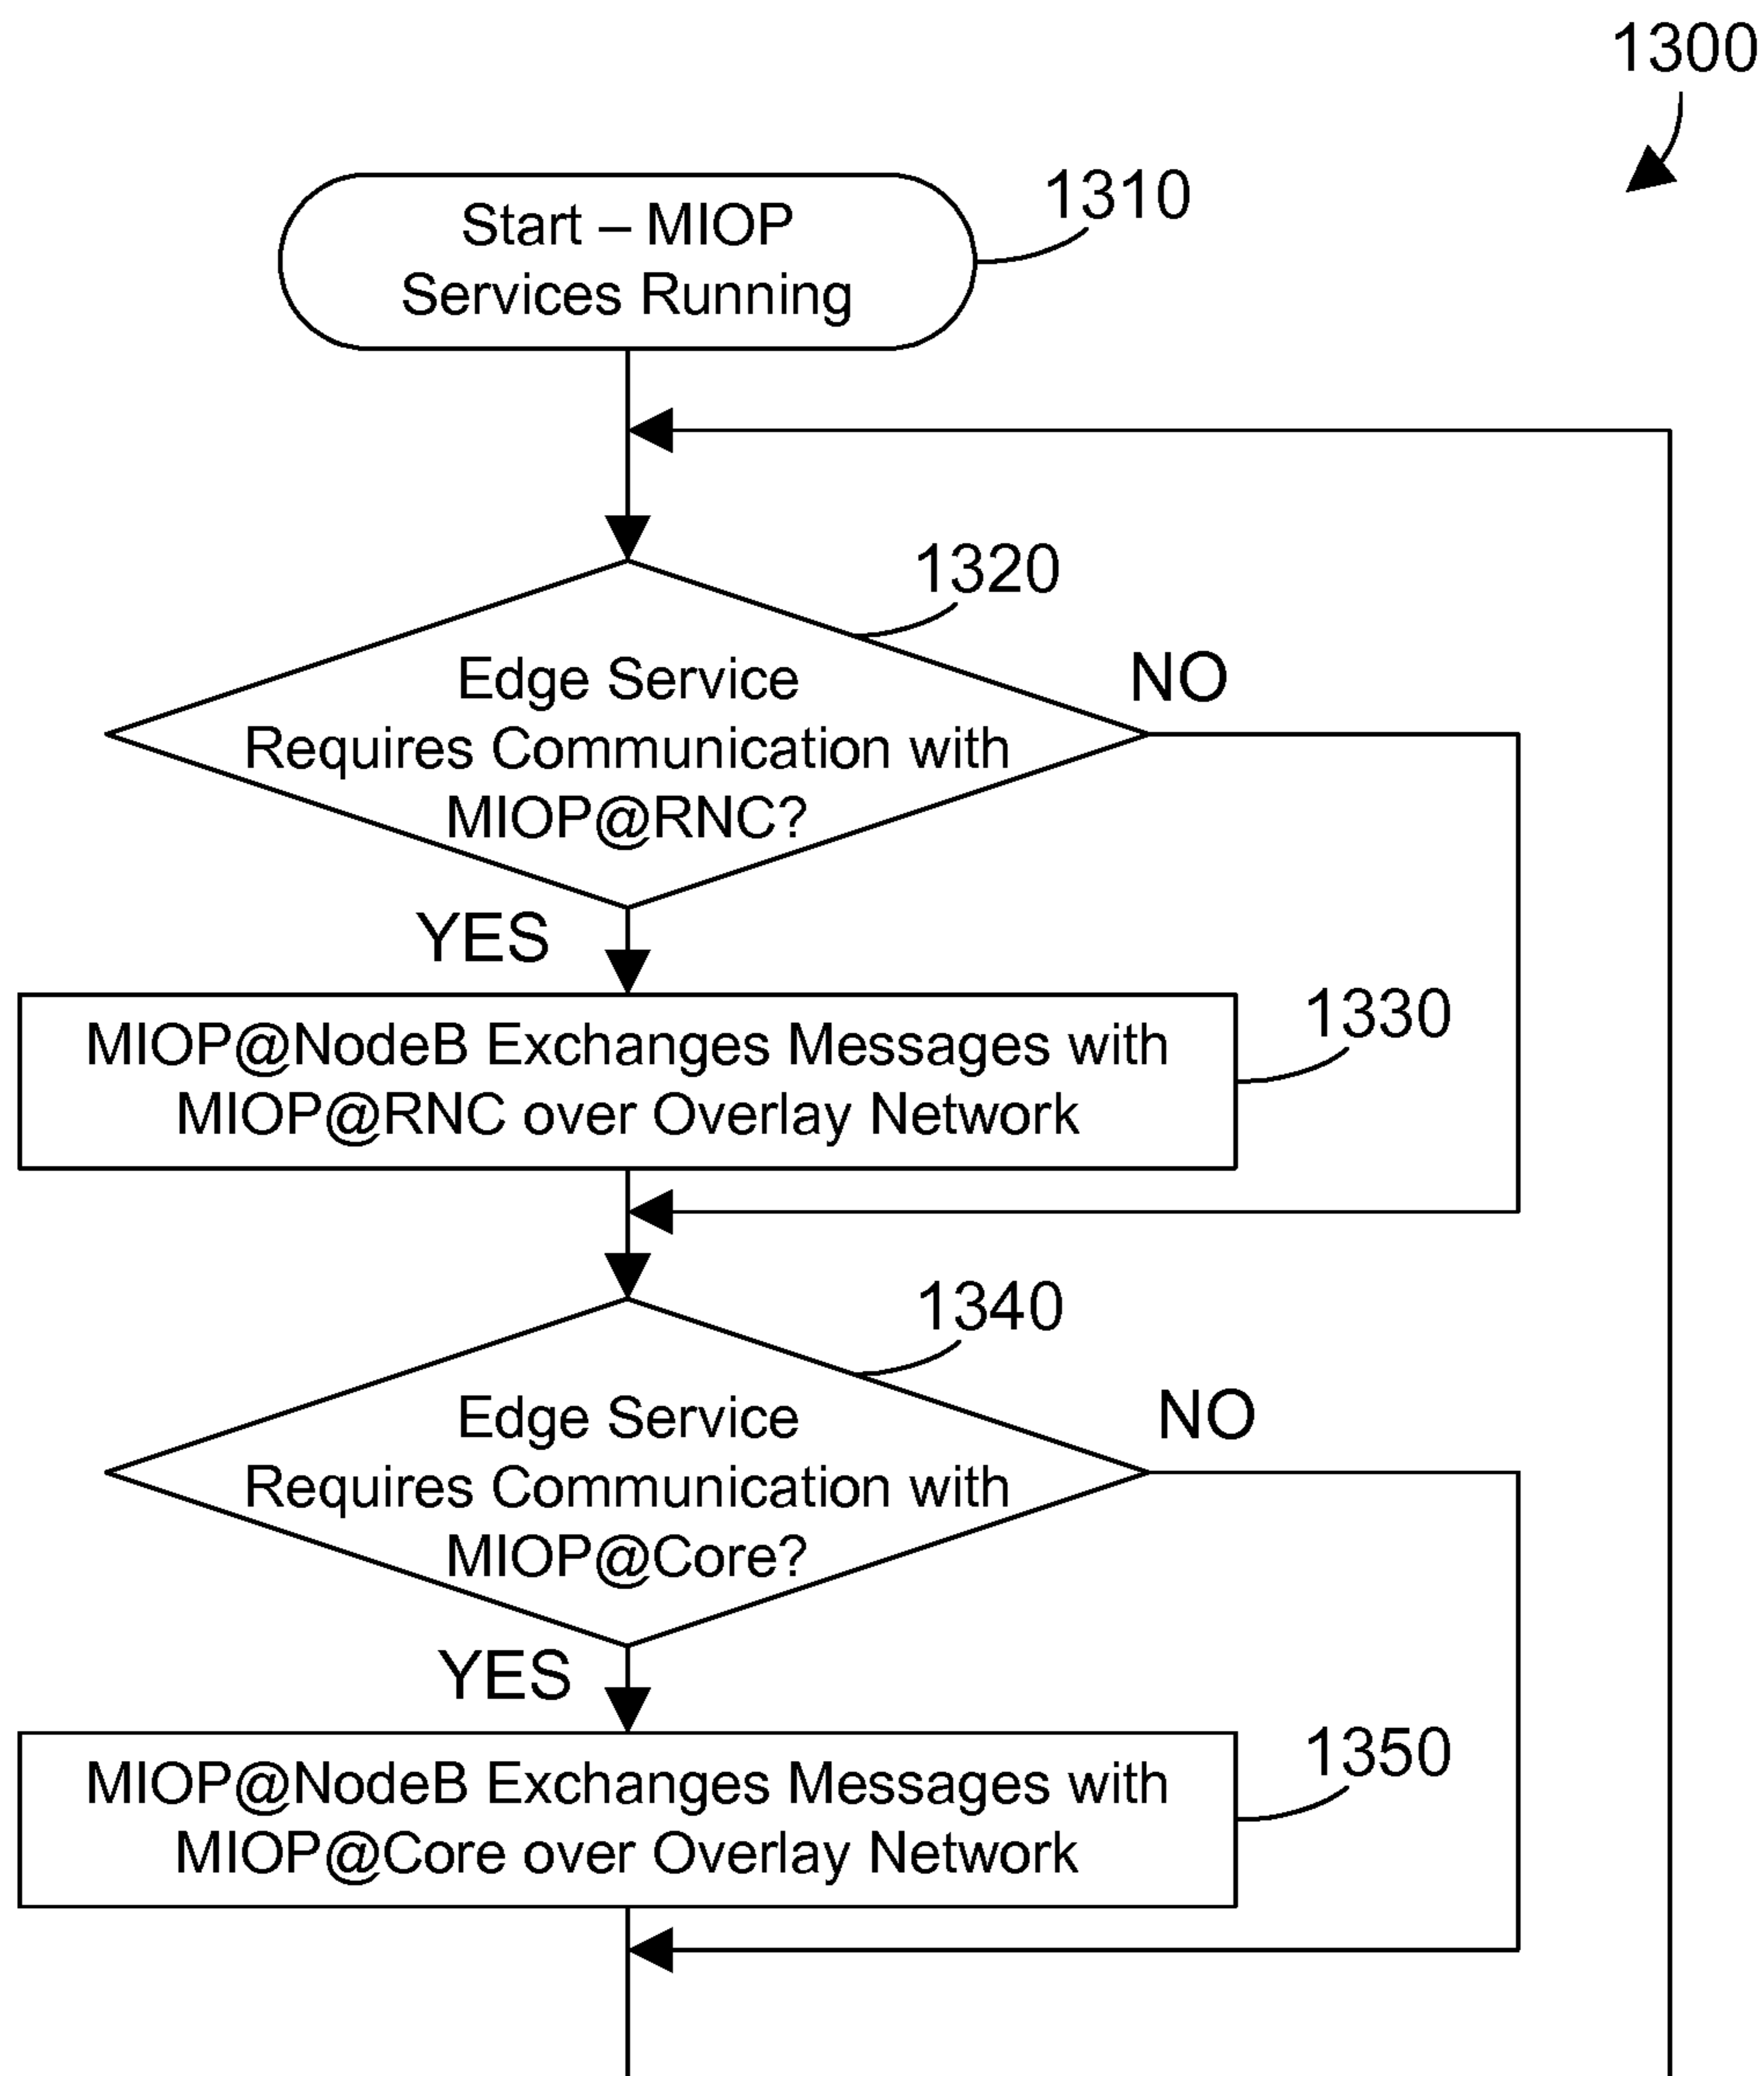 1300
1310
Start – MIOP
Services Running
1320
Edge Service
Requires Communication with
MIOP@RNC?
NO
YES
1330
MIOP@NodeB Exchanges Messages with
MIOP@RNC over Overlay Network
1340
Edge Service
Requires Communication with
MIOP@Core?
NO
YES
1350
MIOP@NodeB Exchanges Messages with
MIOP@Core over Overlay Network